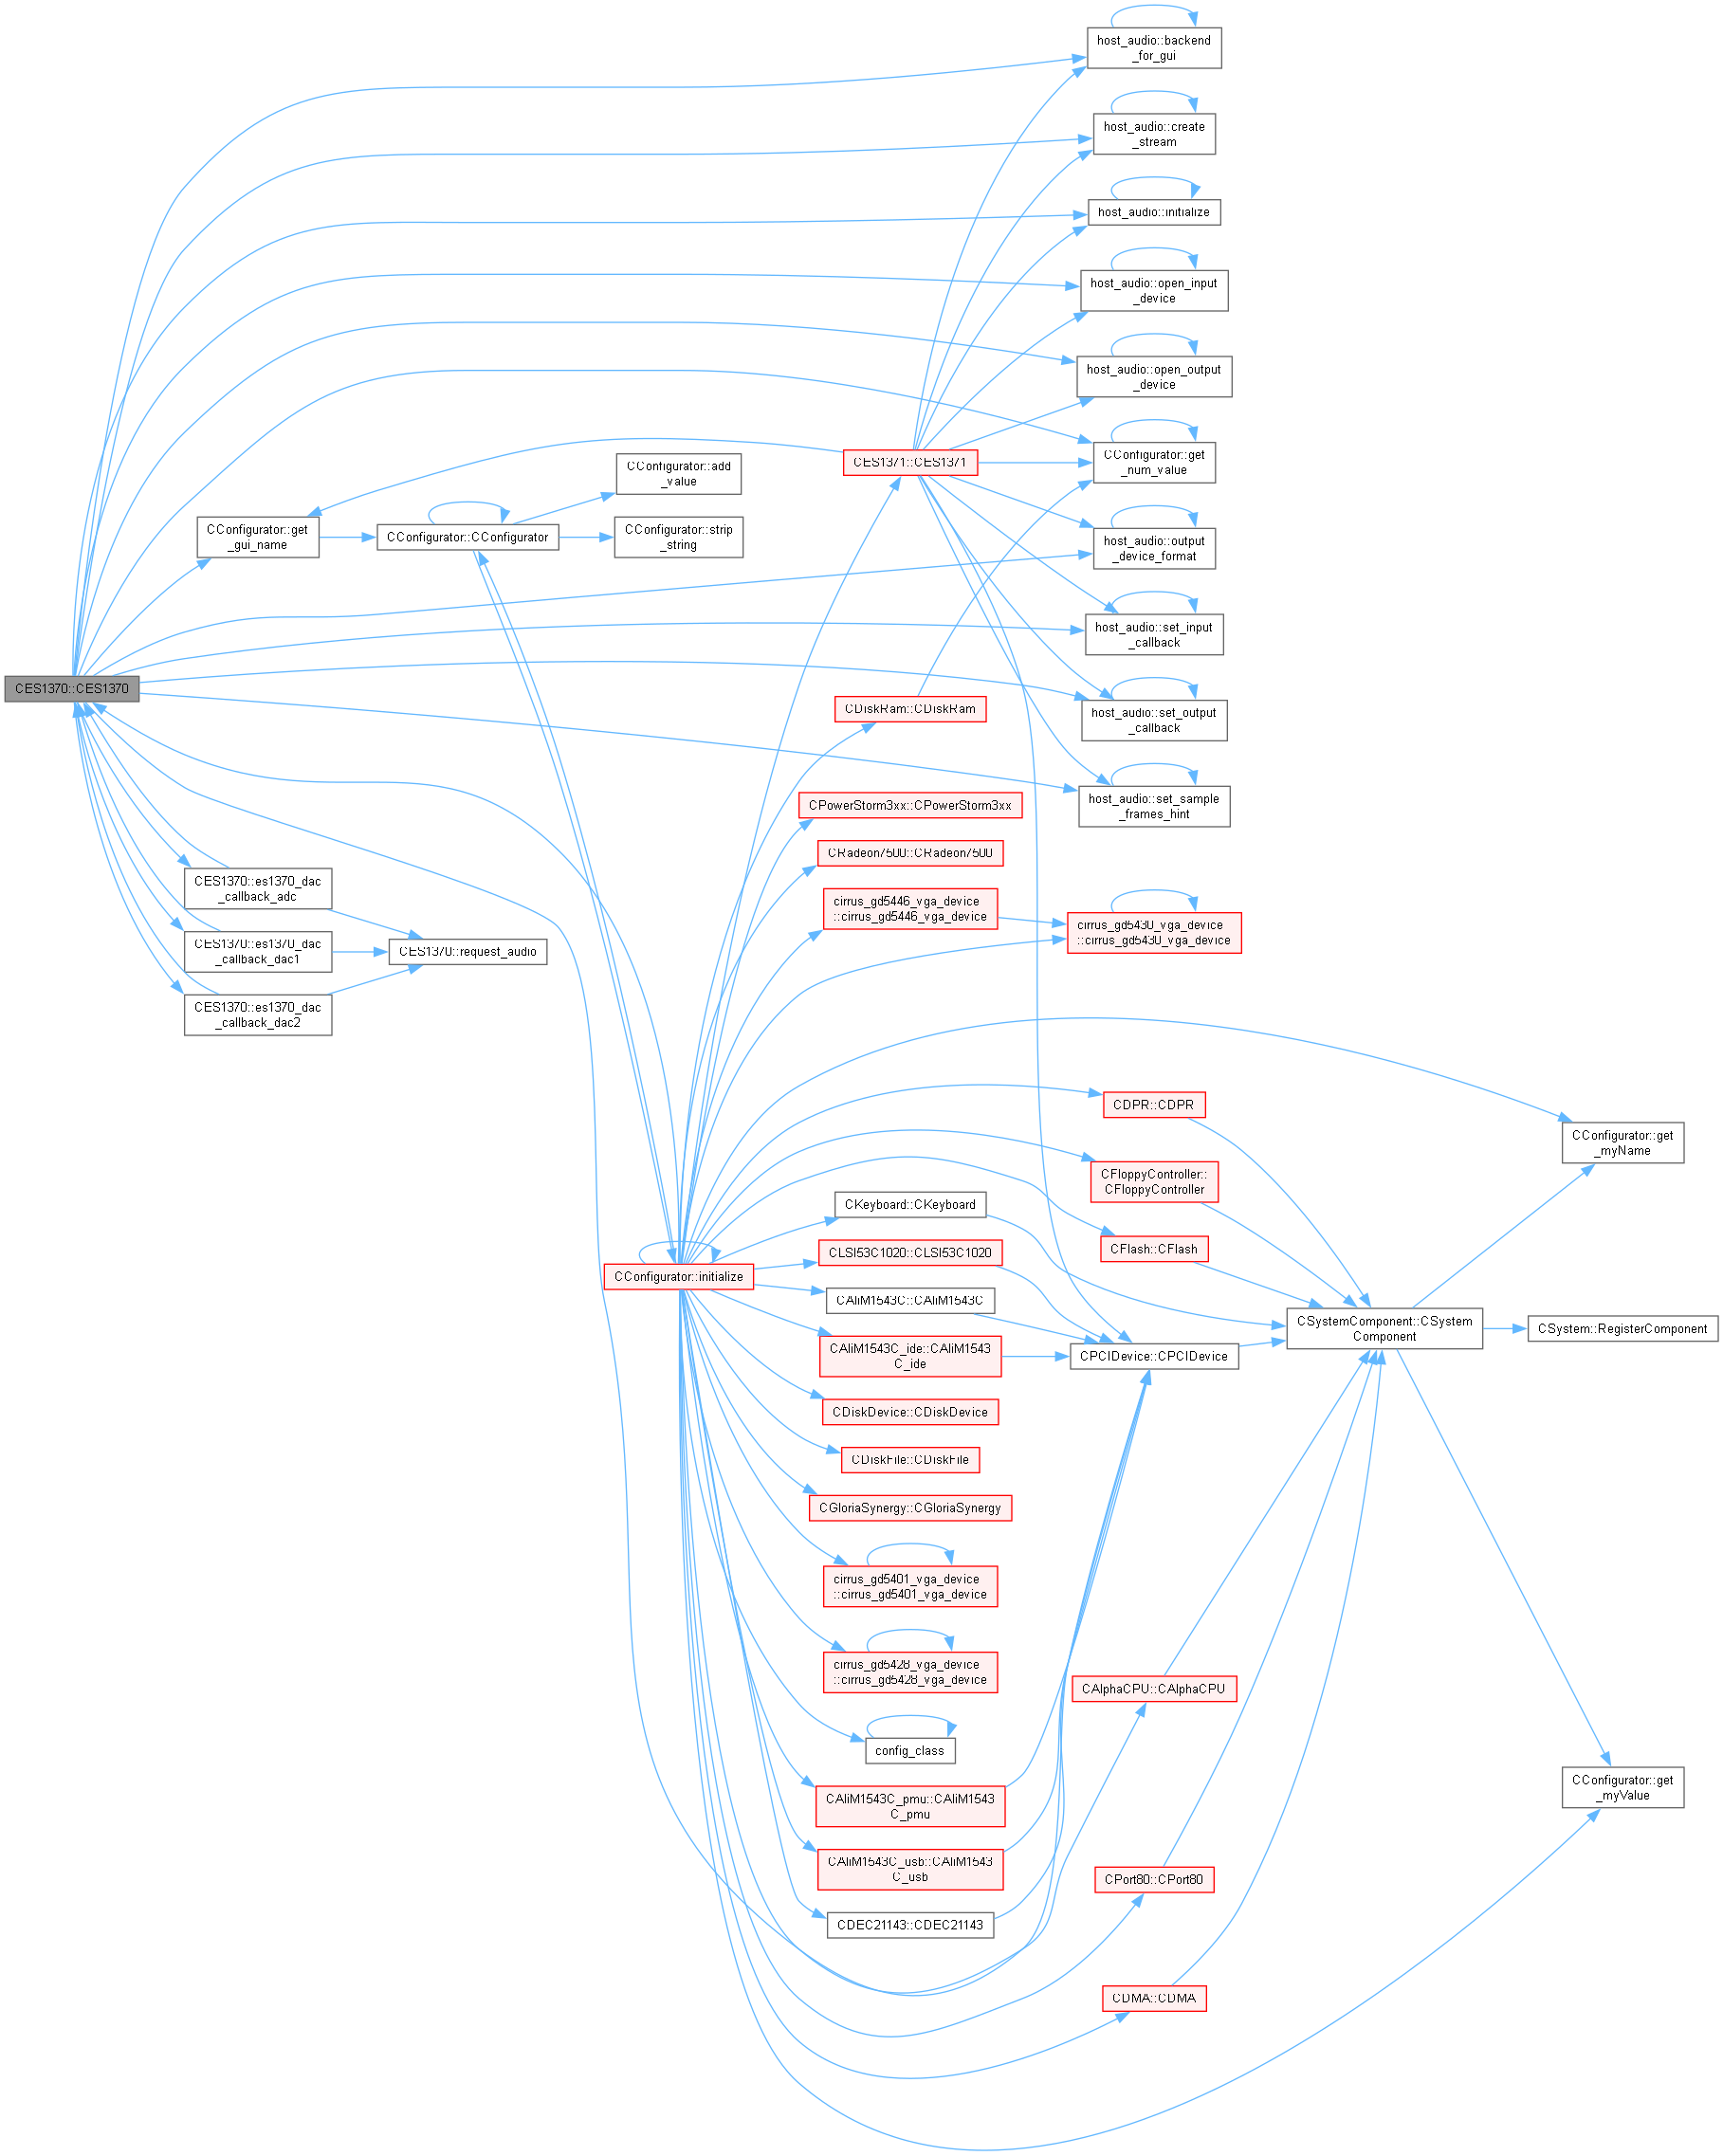 host_audio::backend
_for_gui
host_audio::create
_stream
host_audio::initialize
host_audio::open_input
_device
host_audio::open_output
_device
CConfigurator::get
_num_value
CES1371::CES1371
CConfigurator::add
_value
CConfigurator::get
_gui_name
CConfigurator::CConfigurator
CConfigurator::strip
_string
host_audio::output
_device_format
host_audio::set_input
_callback
CES1370::CES1370
CDiskRam::CDiskRam
host_audio::set_output
_callback
CPowerStorm3xx::CPowerStorm3xx
host_audio::set_sample
_frames_hint
CRadeon7500::CRadeon7500
CES1370::es1370_dac
_callback_adc
cirrus_gd5446_vga_device
::cirrus_gd5446_vga_device
cirrus_gd5430_vga_device
::cirrus_gd5430_vga_device
CES1370::es1370_dac
_callback_dac1
CES1370::request_audio
CES1370::es1370_dac
_callback_dac2
CDPR::CDPR
CConfigurator::get
_myName
CFloppyController::
CFloppyController
CKeyboard::CKeyboard
CFlash::CFlash
CLSI53C1020::CLSI53C1020
CConfigurator::initialize
CAliM1543C::CAliM1543C
CSystemComponent::CSystem
Component
CSystem::RegisterComponent
CAliM1543C_ide::CAliM1543
C_ide
CPCIDevice::CPCIDevice
CDiskDevice::CDiskDevice
CDiskFile::CDiskFile
CGloriaSynergy::CGloriaSynergy
cirrus_gd5401_vga_device
::cirrus_gd5401_vga_device
cirrus_gd5428_vga_device
::cirrus_gd5428_vga_device
CAlphaCPU::CAlphaCPU
config_class
CConfigurator::get
_myValue
CAliM1543C_pmu::CAliM1543
C_pmu
CAliM1543C_usb::CAliM1543
C_usb
CPort80::CPort80
CDEC21143::CDEC21143
CDMA::CDMA